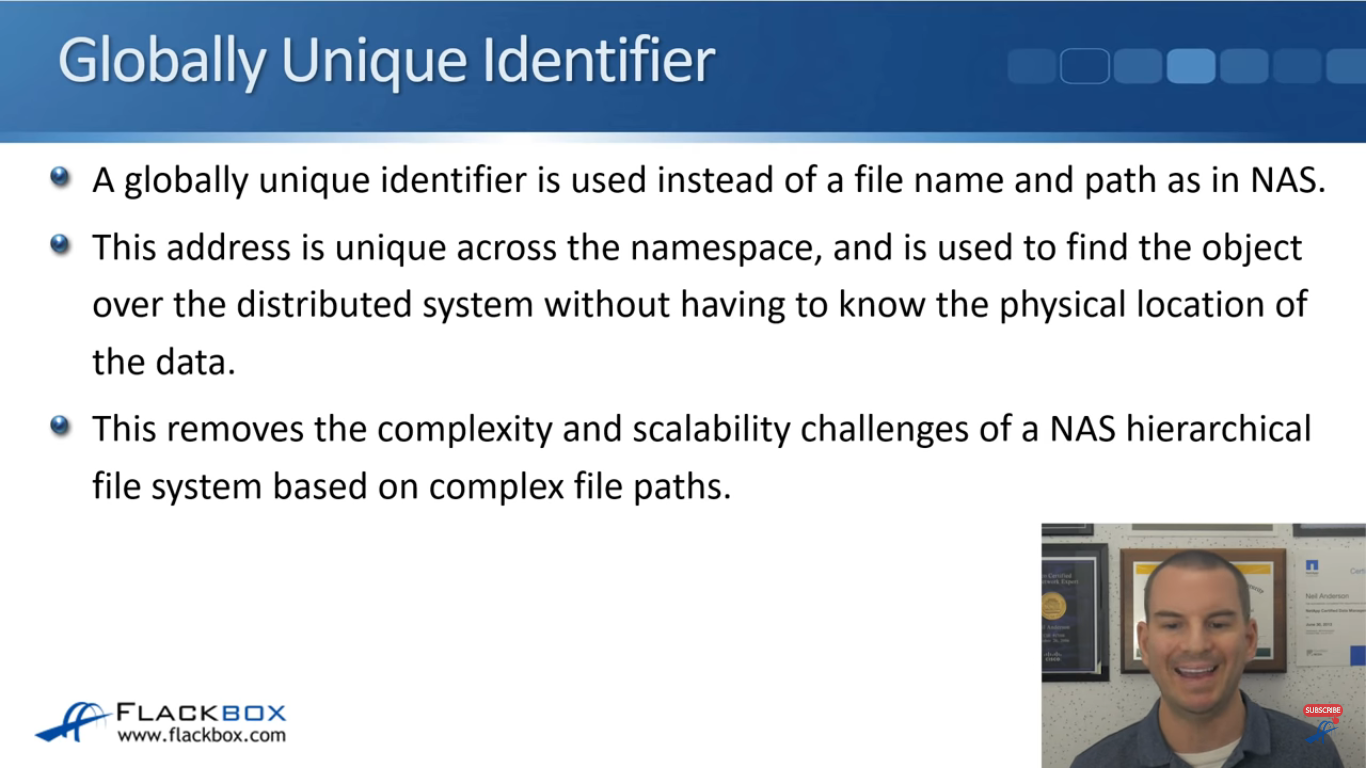 Globally Unique Identifier
A globally unique identifier is used instead of a file name and path as in NAS.
This address is unique across the namespace, and is used to find the object
over the distributed system without having to know the physical location of
the data.
This removes the complexity and scalability challenges of a NAS hierarchical
file system based on complex file paths.
FLACKBOX
www.flackbox.com
Neil Anderson
SUBSCRIBE